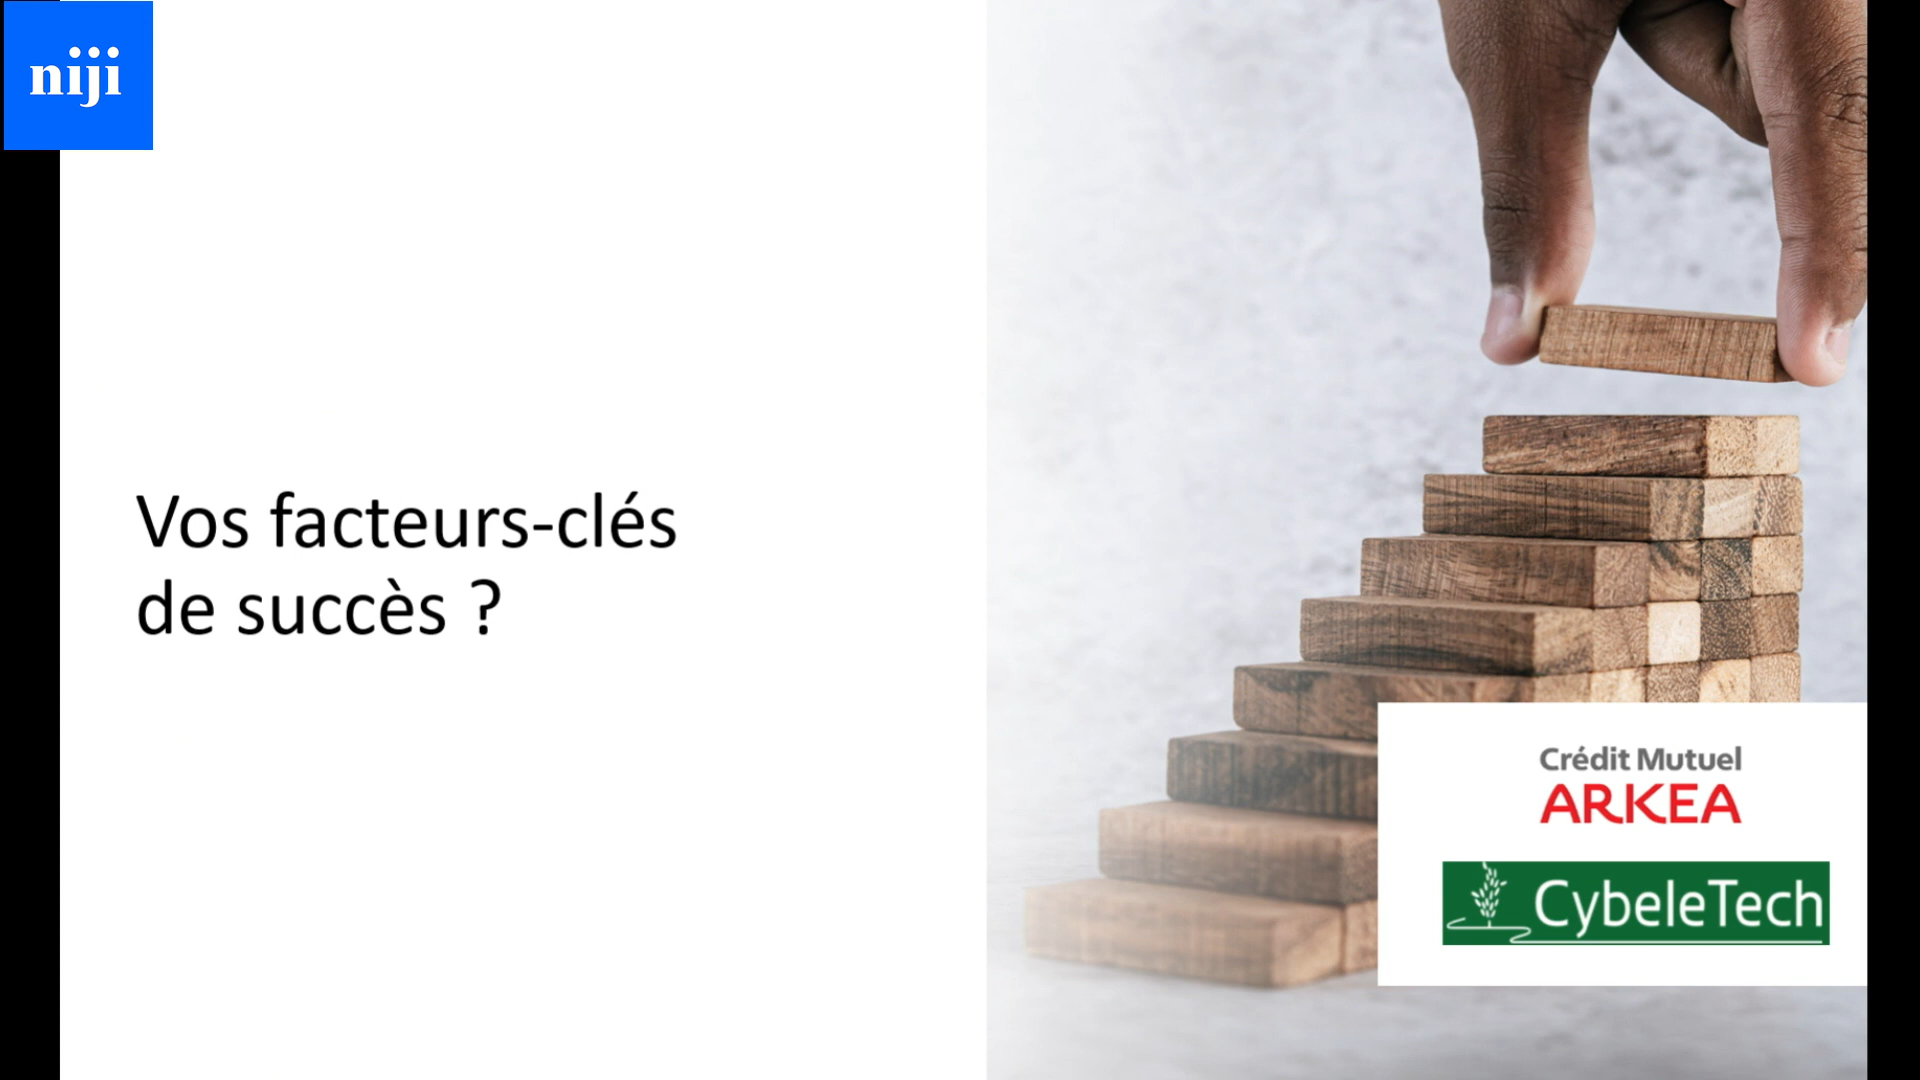 niji
Vos facteurs-clés
de succès ?
Crédit Mutuel
ARKEA
CybeleTech